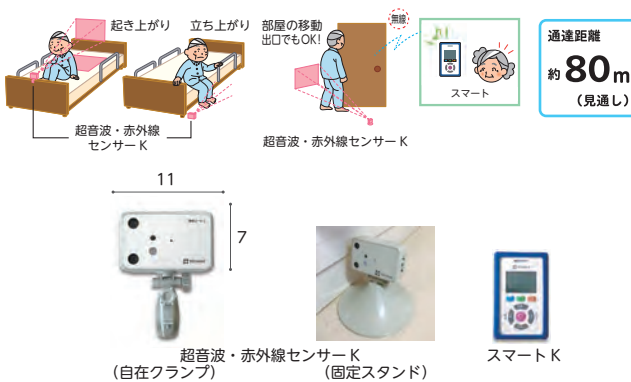 起き上がり
立ち上がり
超音波・赤外線
センサーK
部屋の移動
出口でもOK!
無線
スマート
超音波・赤外線センサーK
通達距離
約80m
(見通し)
11
7
超音波・赤外線センサーK
(自在クランプ)
(固定スタンド)
スマートK